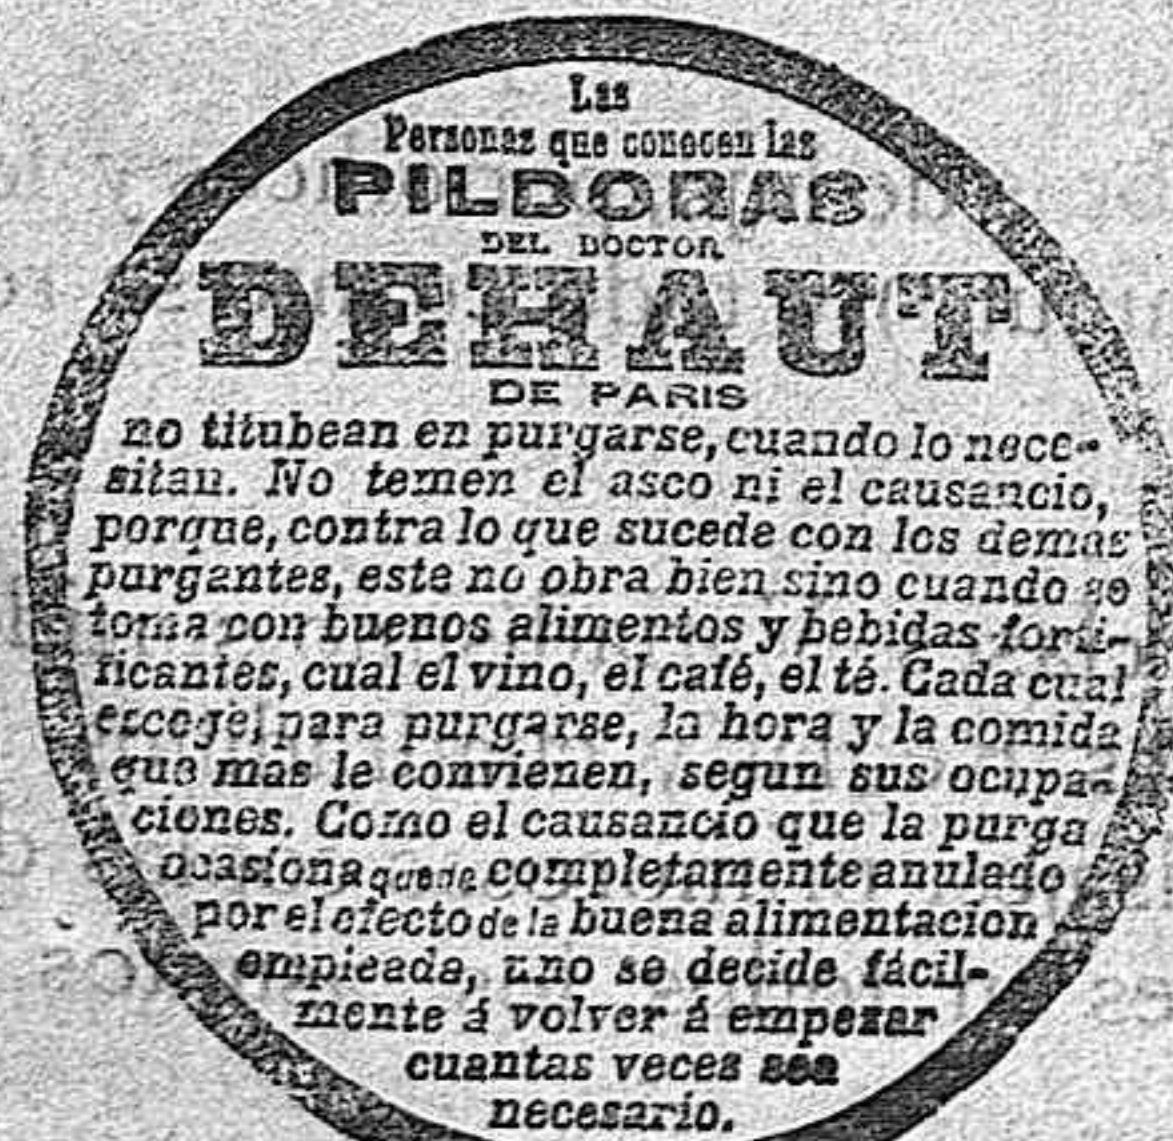 Las
Personas que conocen las
PILDORAS
DEL DOCTOR
DEHAUT
DE PARIS
no titubean en purgarse, cuando lo nece-
sitan. No temen el asco ni el causancio,
porque, contra lo que sucede con los demas
purgantes, este no obra bien sino cuando se
toma con buenos alimentos y bebidas forti-
ficantes, cual el vino, el café, el té. Cada cual
escoge, para purgarse, la hora y la comida
que mas le convienen, segun sus ocupa-
ciones. Como el causancio que la purga
ocasiona queda completamente anulado
por el efecto de la buena alimentacion
empleada, uno se decide fácil-
mente á volver á empezar
cuantas veces sea
necesario.